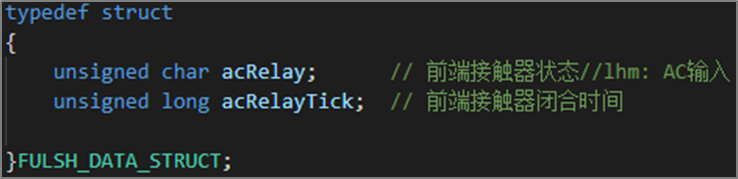 typedef struct
{
    unsigned char acRelay;       // 前端接触器状态//lhm: AC输入
    unsigned long acRelayTick;  // 前端接触器闭合时间
}FULSH_DATA_STRUCT;